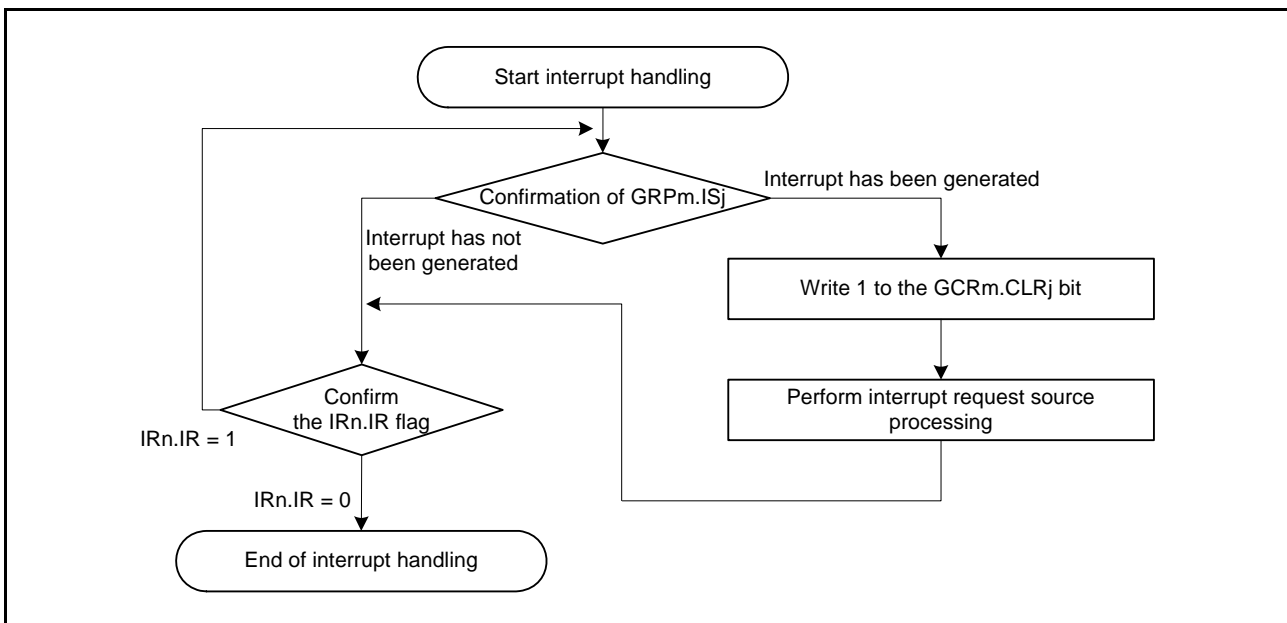 Start interrupt handling
Confirmation of GRPm.ISj
Interrupt has been generated
Interrupt has not
been generated
Write 1 to the GCRm.CLRj bit
Perform interrupt request source
processing
Confirm
the IRn.IR flag
IRn.IR = 1
IRn.IR = 0
End of interrupt handling